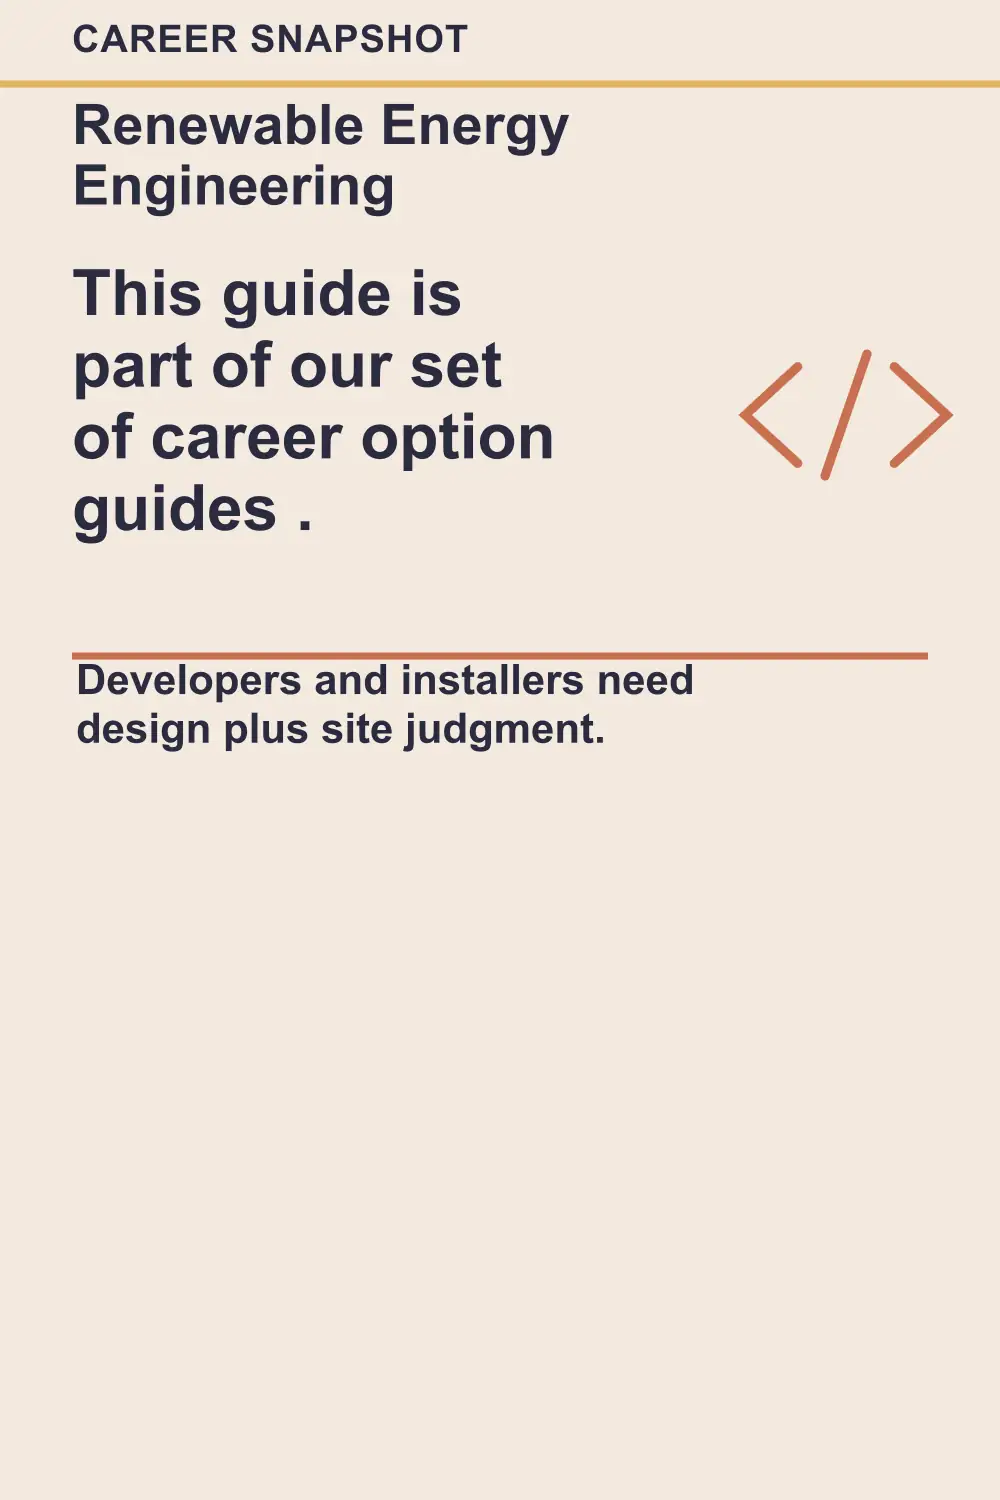 CAREER SNAPSHOT
Renewable Energy
Engineering
This guide is
part of our set
of career option
guides .
</>
Developers and installers need
design plus site judgment.